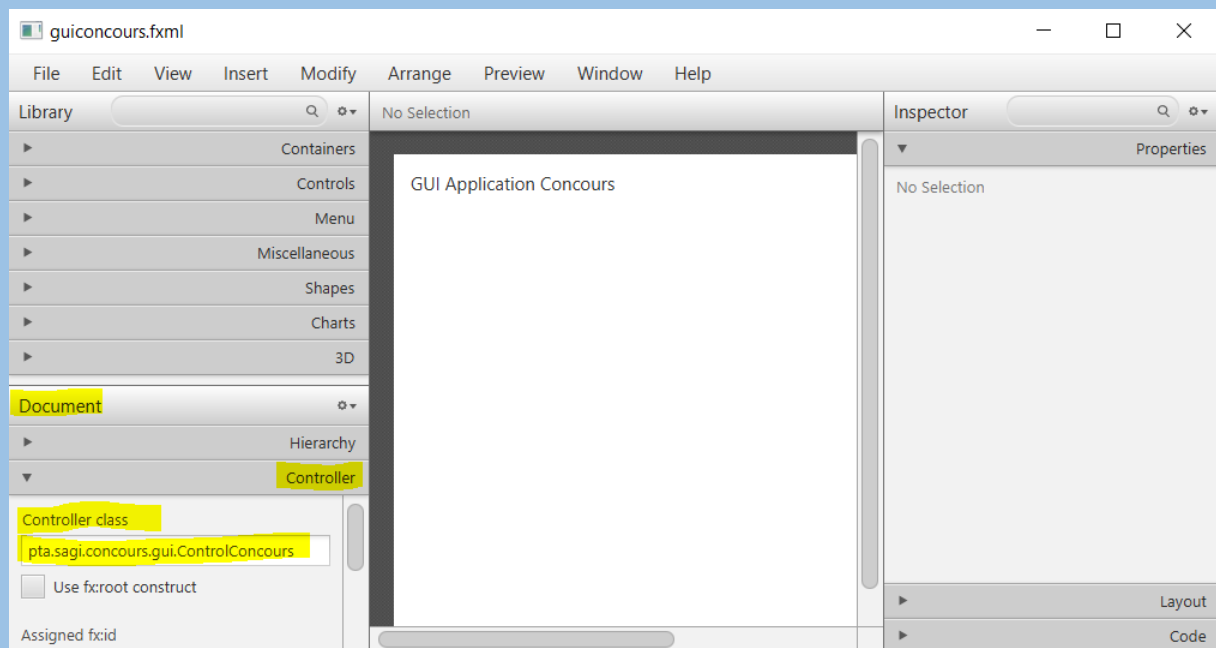 guiconcours.fxml
File Edit View Insert Modify Arrange Preview Window Help
Library
Containers
Controls
Menu
Miscellaneous
Shapes
Charts
3D
Document
Hierarchy
Controller
Controller class
pta.sagi.concours.gui.ControlConcours
Use fx:root construct
Assigned fx:id
No Selection
GUI Application Concours
Inspector
Properties
No Selection
Layout
Code